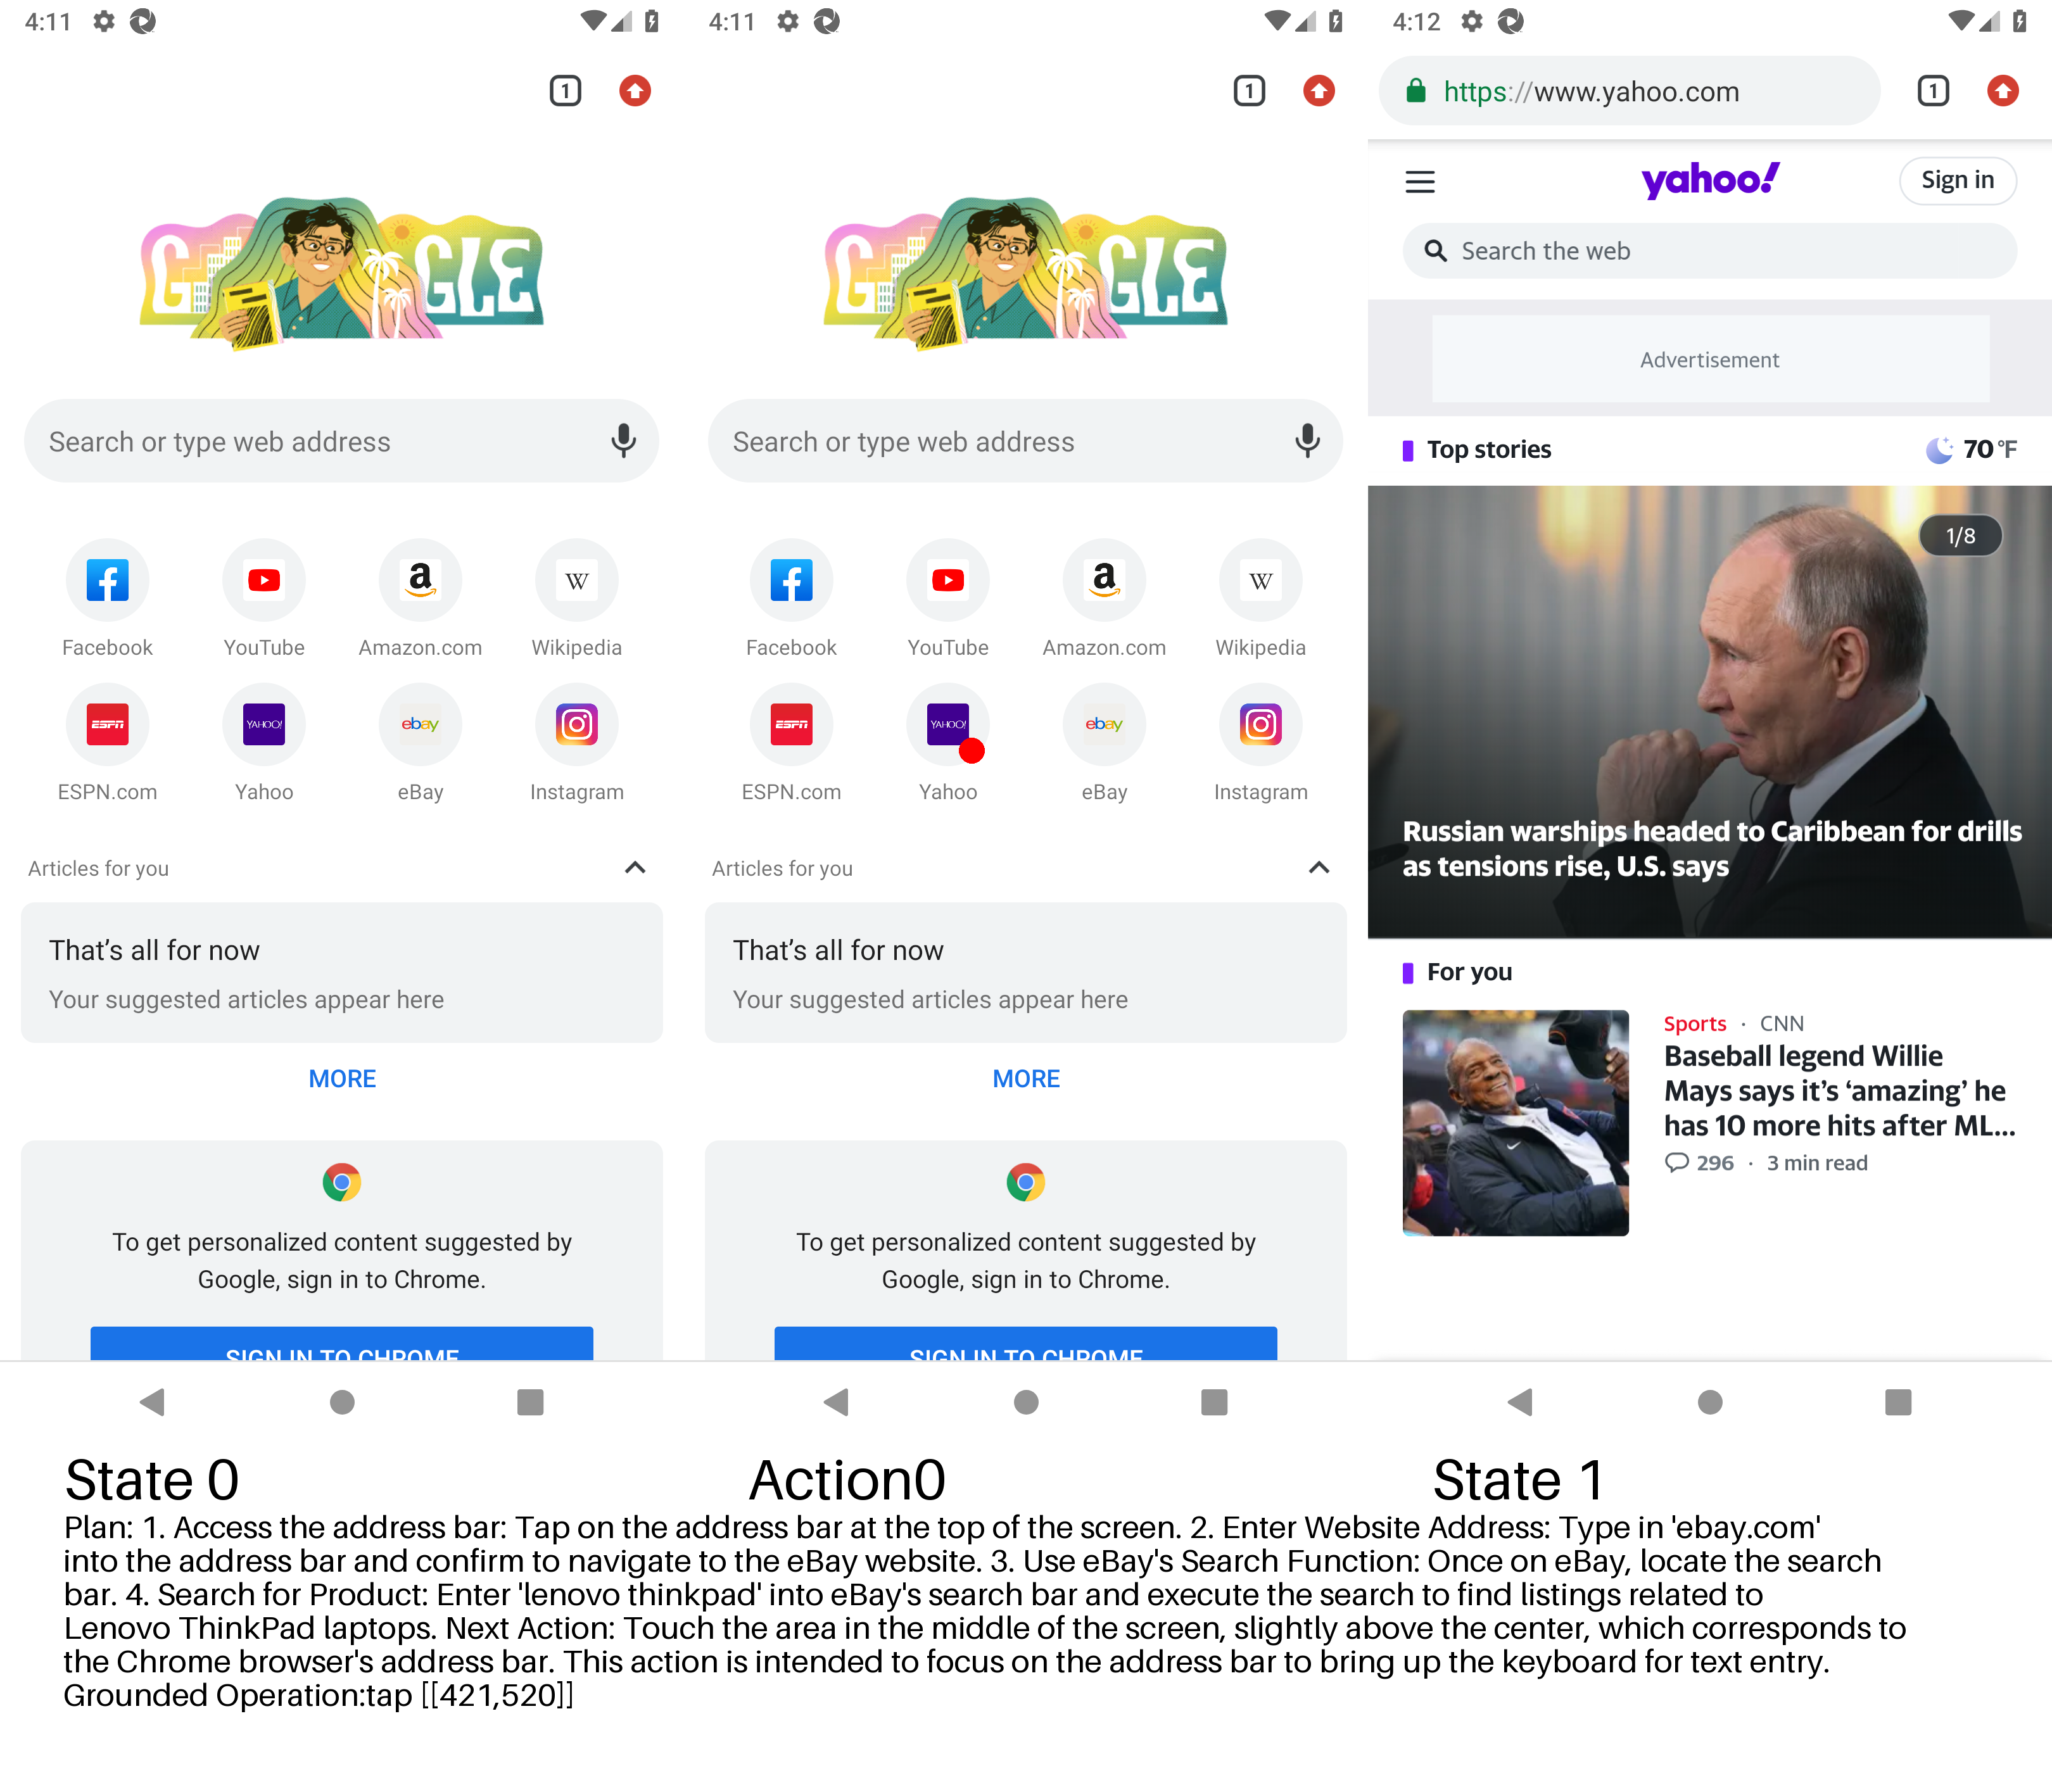 4:11
1
G GLE
Search or type web address
Facebook
YouTube
Amazon.com
Wikipedia
ESPN
YAHOO!
ebay
ESPN.com
Yahoo
eBay
Instagram
Articles for you
That's all for now
Your suggested articles appear here
MORE
To get personalized content suggested by
Google, sign in to Chrome.
SIGN IN TO CHROME
4:11
1
G GLE
Search or type web address
Facebook
YouTube
Amazon.com
Wikipedia
ESPN
YAHOO!
ebay
ESPN.com
Yahoo
eBay
Instagram
Articles for you
That's all for now
Your suggested articles appear here
MORE
To get personalized content suggested by
Google, sign in to Chrome.
SIGN IN TO CHROME
4:12
https://www.yahoo.com
1
yahoo!
Sign in
Search the web
Advertisement
Top stories
70°F
1/8
Russian warships headed to Caribbean for drills
as tensions rise, U.S. says
For you
Sports · CNN
Baseball legend Willie
Mays says it's ‘amazing’ he
has 10 more hits after ML...
296 · 3 min read
State 0
Action0
State 1
Plan: 1. Access the address bar: Tap on the address bar at the top of the screen. 2. Enter Website Address: Type in 'ebay.com'
into the address bar and confirm to navigate to the eBay website. 3. Use eBay's Search Function: Once on eBay, locate the search
bar. 4. Search for Product: Enter 'lenovo thinkpad' into eBay's search bar and execute the search to find listings related to
Lenovo ThinkPad laptops. Next Action: Touch the area in the middle of the screen, slightly above the center, which corresponds to
the Chrome browser's address bar. This action is intended to focus on the address bar to bring up the keyboard for text entry.
Grounded Operation:tap [[421,520]]